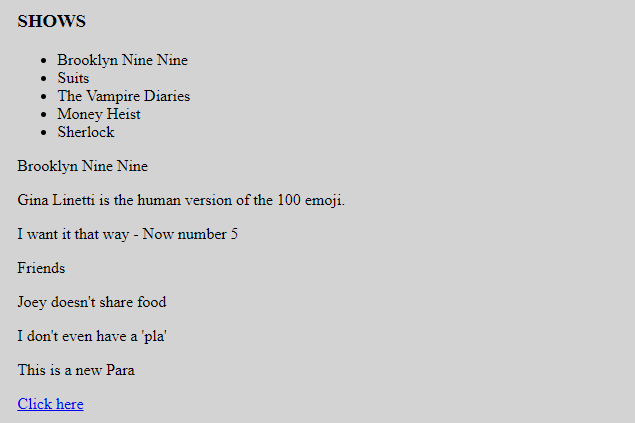 SHOWS
Brooklyn Nine Nine
Suits
The Vampire Diaries
Money Heist
Sherlock
Brooklyn Nine Nine
Gina Linetti is the human version of the 100 emoji.
I want it that way - Now number 5
Friends
Joey doesn't share food
I don't even have a 'pla'
This is a new Para
Click here